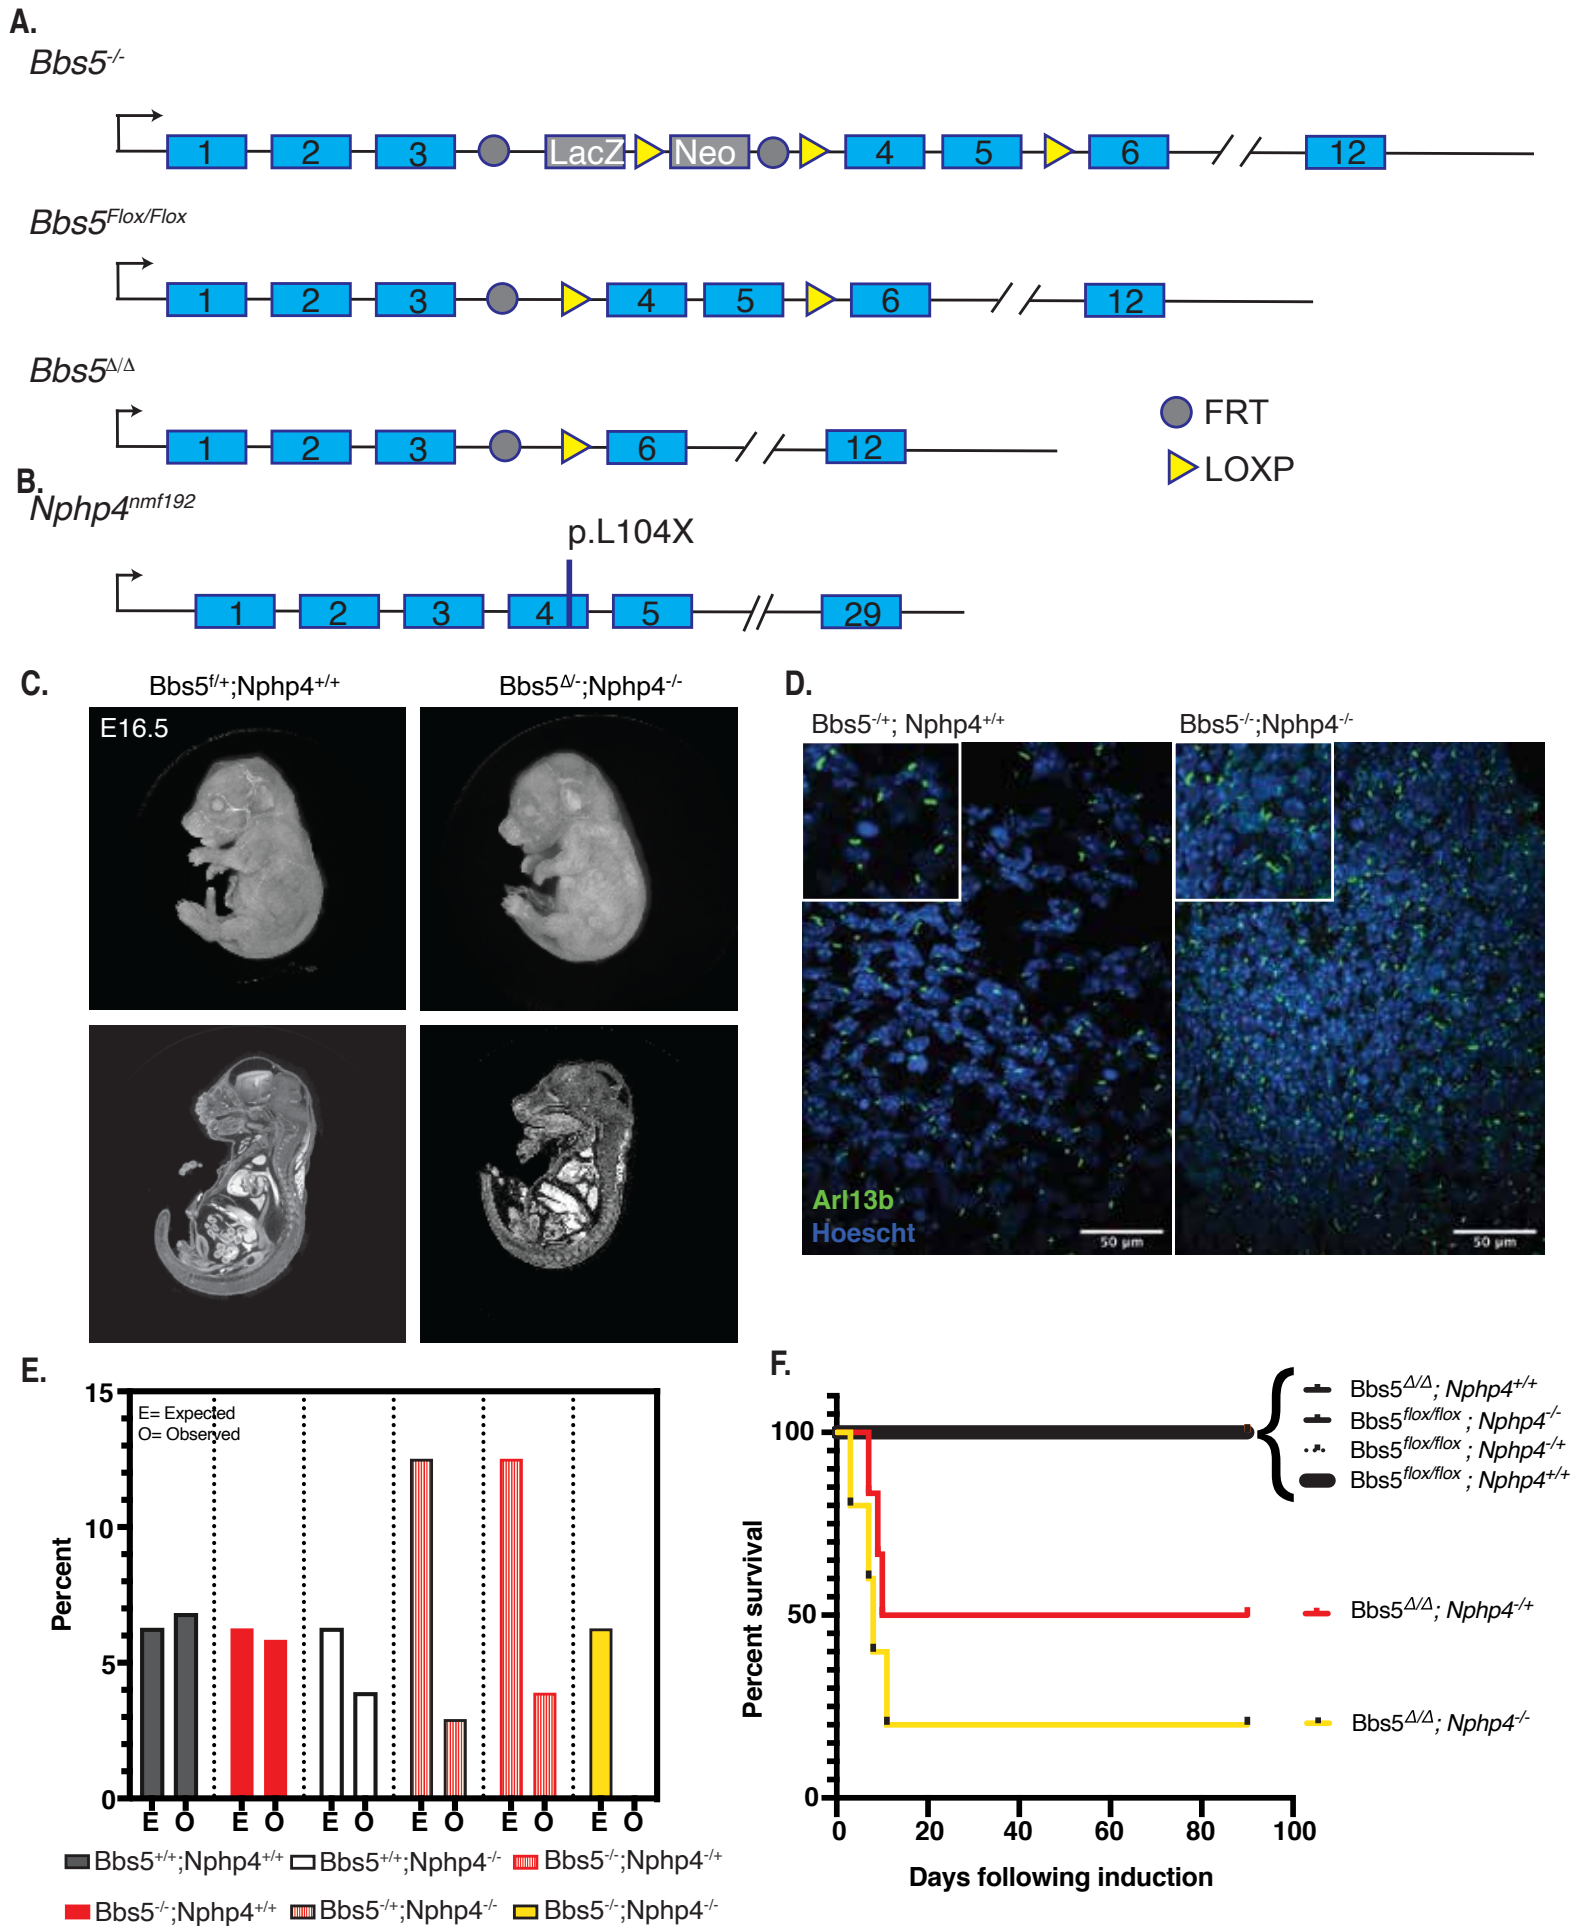 A.
Bbs5-/-
1 2 3 LacZ Neo 4 5 6 12
Bbs5Flox/Flox
1 2 3 4 5 6 12
Bbs5Δ/Δ
1 2 3 6 12
FRT
LOXP
B.
Nphp4nmf192
p.L104X
1 2 3 4 5 29
C.
Bbs5f/+;Nphp4+/+
Bbs5Δ/-;Nphp4-/-
E16.5
D.
Bbs5-/+; Nphp4+/+
Bbs5-/-;Nphp4-/-
Arl13b
Hoescht
50 µm
50 µm
E.
E= Expected
O= Observed
Percent
15
10
5
0
E O E O E O E O E O E O
Bbs5+/+;Nphp4+/+ Bbs5+/+;Nphp4-/- Bbs5-/-;Nphp4-/+
Bbs5-/-;Nphp4+/+ Bbs5-/+;Nphp4-/- Bbs5-/-;Nphp4-/-
F.
Percent survival
100
50
0
0 20 40 60 80 100
Days following induction
Bbs5Δ/Δ; Nphp4+/+
Bbs5flox/flox ; Nphp4-/-
Bbs5flox/flox ; Nphp4-/+
Bbs5flox/flox ; Nphp4+/+
Bbs5Δ/Δ; Nphp4-/+
Bbs5Δ/Δ; Nphp4-/-